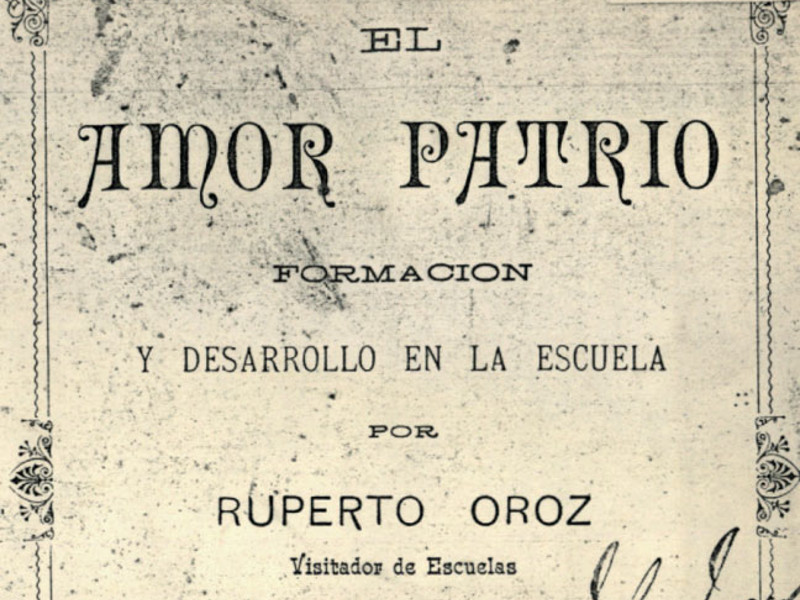 EL
AMOR PATRIO
FORMACION
Y DESARROLLO EN LA ESCUELA
POR
RUPERTO OROZ
Visitador de Escuelas